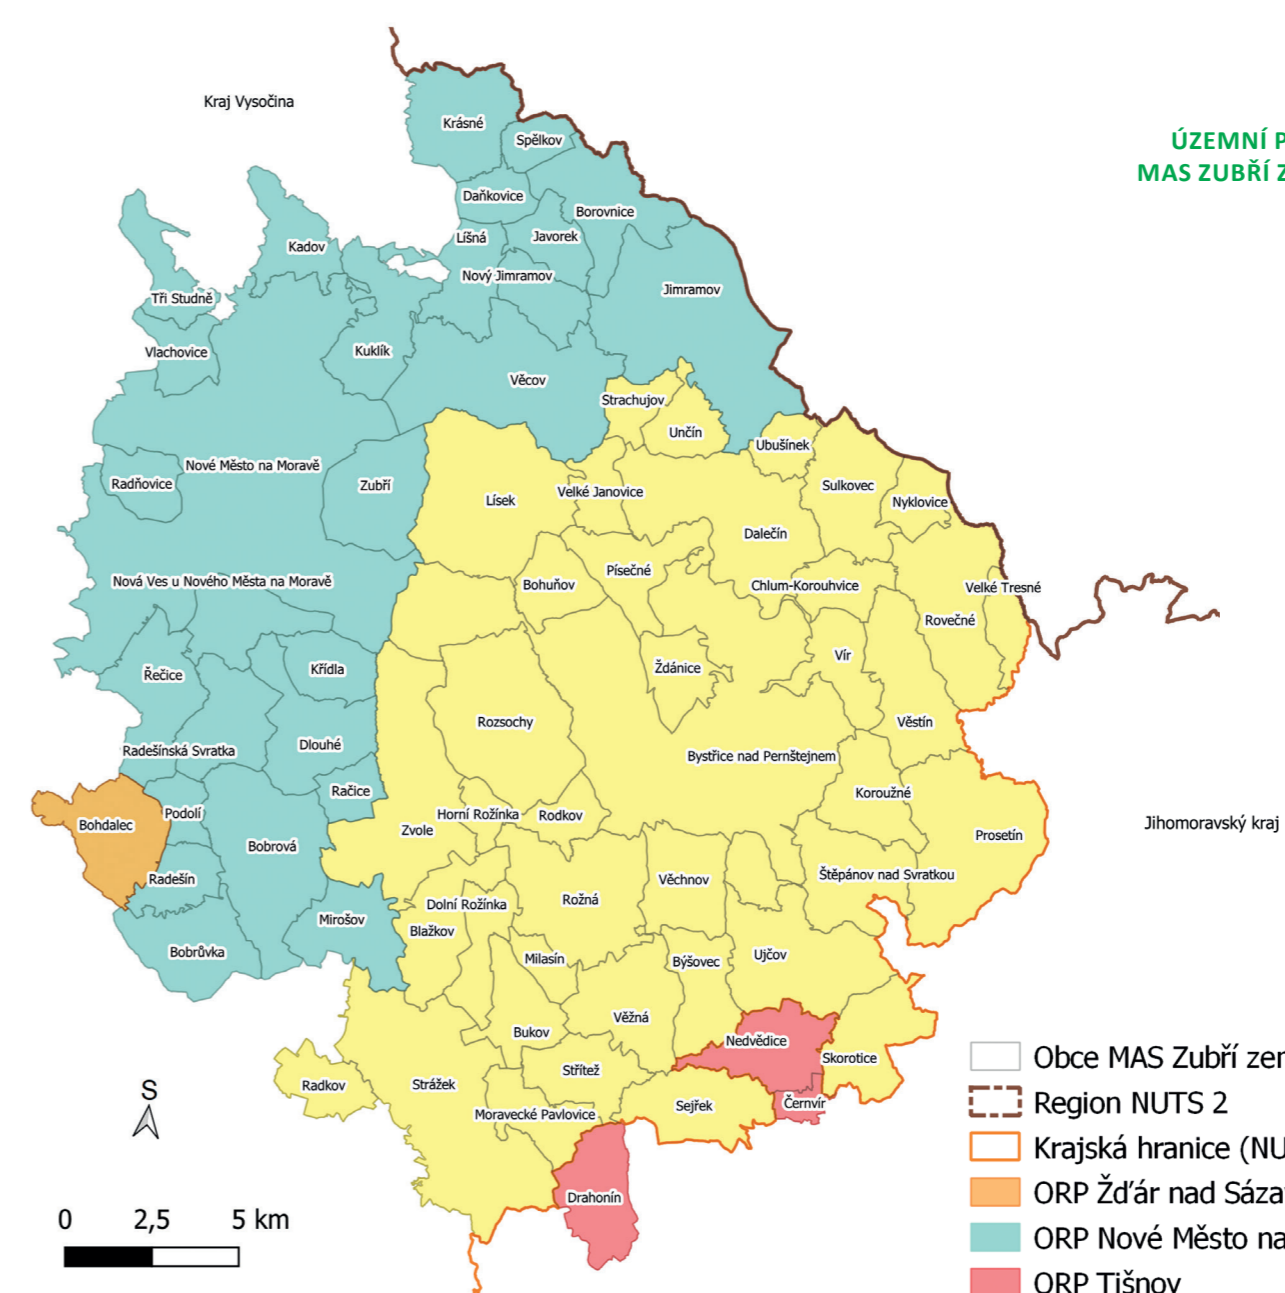 Kraj Vysočina
ÚZEMNÍ P
MAS ZUBŘÍ Z
Krásné
Spělkov
Daňkovice
Borovnice
Líšná
Javorek
Kadov
Nový Jimramov
Jimramov
Tři Studně
Vlachovice
Kuklík
Věcov
Strachujov
Unčín
Ubušínek
Nové Město na Moravě
Radňovice
Zubří
Lísek
Velké Janovice
Sulkovec
Nyklovice
Dalečín
Písečné
Nová Ves u Nového Města na Moravě
Bohuňov
Chlum-Korouhvice
Velké Tresné
Rovečné
Řečice
Křídla
Ždánice
Vír
Rozsochy
Věstín
Radešínská Svratka
Dlouhé
Bystřice nad Pernštejnem
Račice
Koroužné
Podolí
Horní Rožínka
Rodkov
Bohdalec
Zvole
Jihomoravský kraj
Prosetín
Bobrová
Radešín
Věchnov
Štěpánov nad Svratkou
Dolní Rožínka
Rožná
Mirošov
Blažkov
Bobrůvka
Milasín
Býšovec
Ujčov
Věžná
Bukov
Nedvědice
Skorotice
Střítež
Radkov
Strážek
Sejřek
Černvír
Moravecké Pavlovice
Drahonín
S
0 2,5 5 km
Obce MAS Zubří zem
Region NUTS 2
Krajská hranice (NU
ORP Žďár nad Sáza
ORP Nové Město na
ORP Tišnov